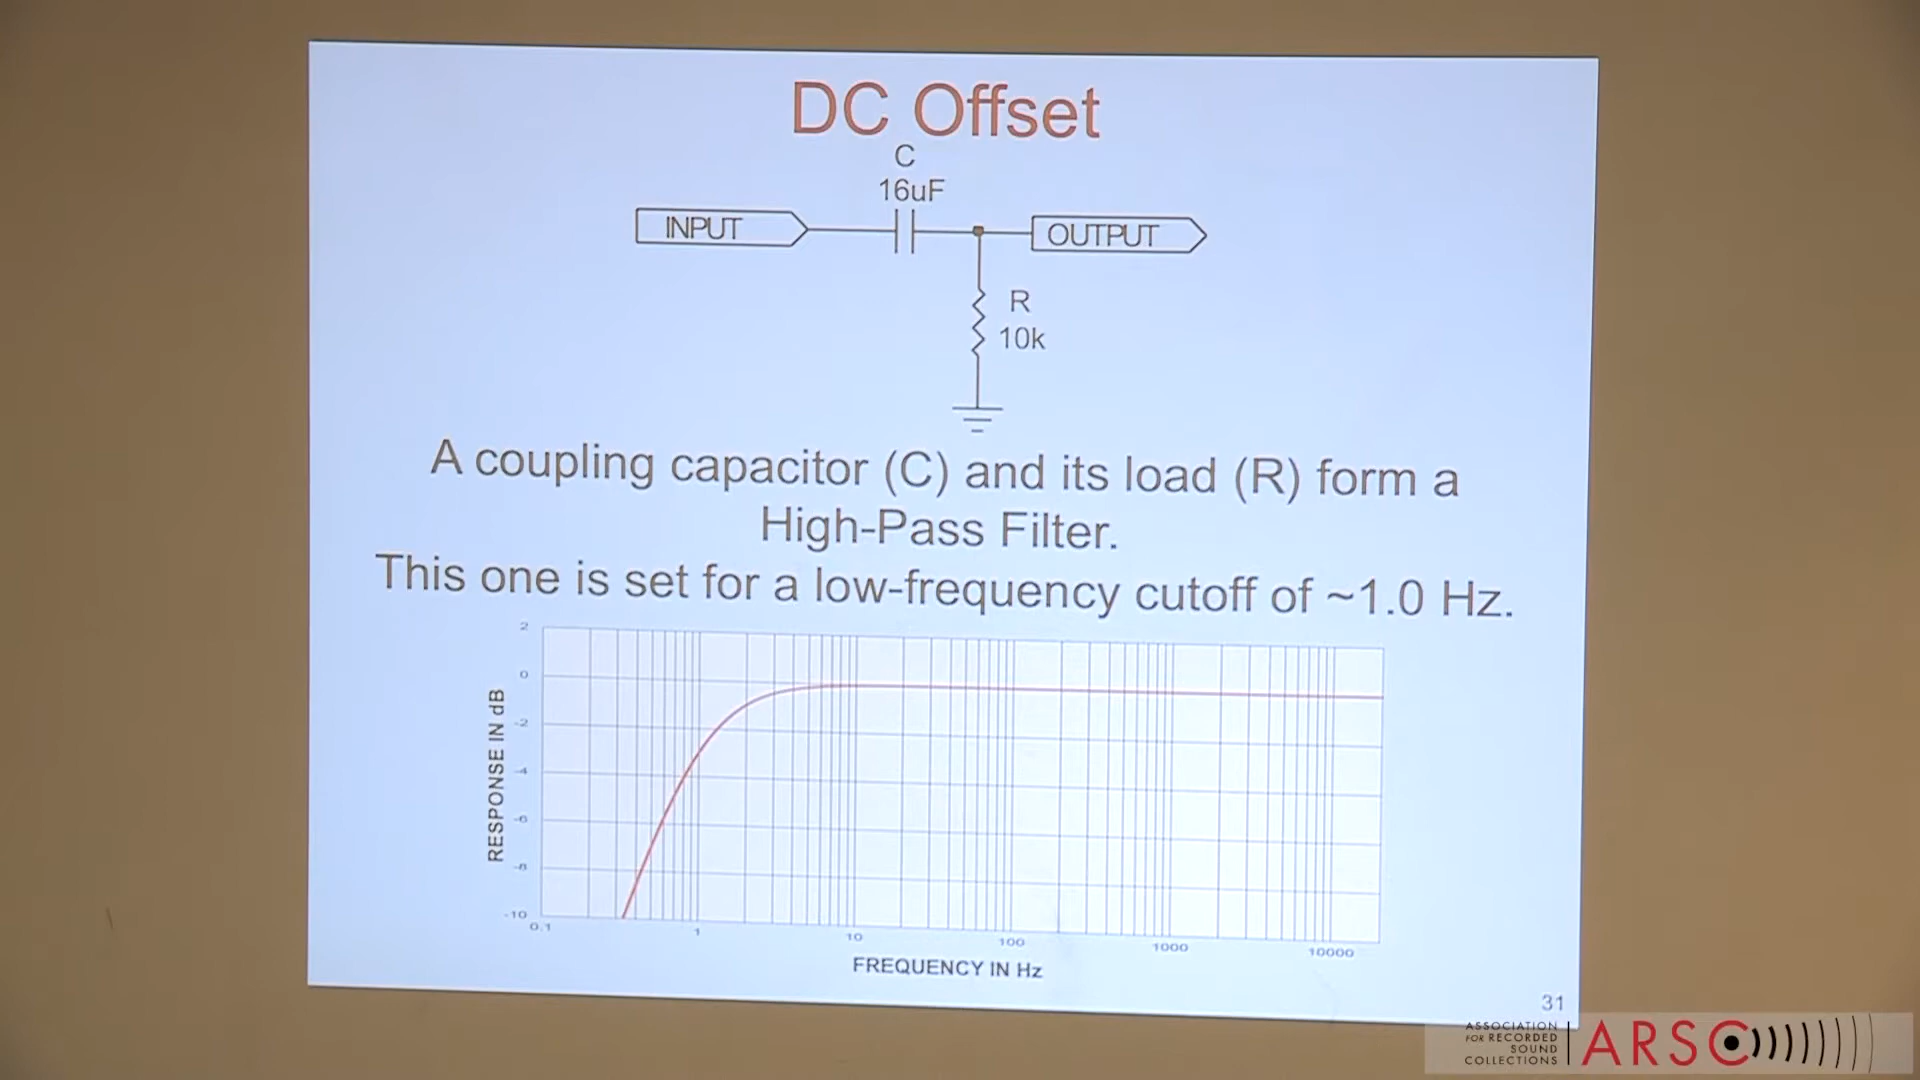 DC Offset
C
16uF
INPUT
OUTPUT
R
10k
A coupling capacitor (C) and its load (R) form a
High-Pass Filter.
This one is set for a low-frequency cutoff of ~1.0 Hz.
2
0
-2
-4
-6
-8
-10
RESPONSE IN dB
0.1
1
10
100
1000
10000
FREQUENCY IN Hz
31
ASSOCIATION
FOR RECORDED
SOUND
COLLECTIONS
ARSC